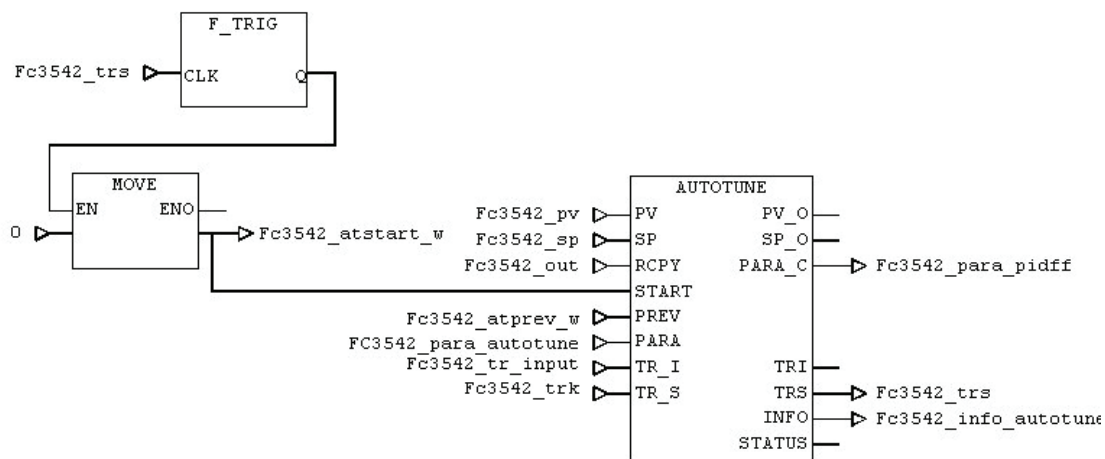 F_TRIG
Fc3542_trs
CLK
Q
MOVE
EN
ENO
0
Fc3542_atstart_w
AUTOTUNE
Fc3542_pv
PV
PV_O
Fc3542_sp
SP
SP_O
Fc3542_out
RCPY
PARA_C
Fc3542_para_pidff
START
Fc3542_atprev_w
PREV
FC3542_para_autotune
PARA
Fc3542_tr_input
TR_I
TRI
Fc3542_trk
TR_S
TRS
Fc3542_trs
INFO
Fc3542_info_autotune
STATUS